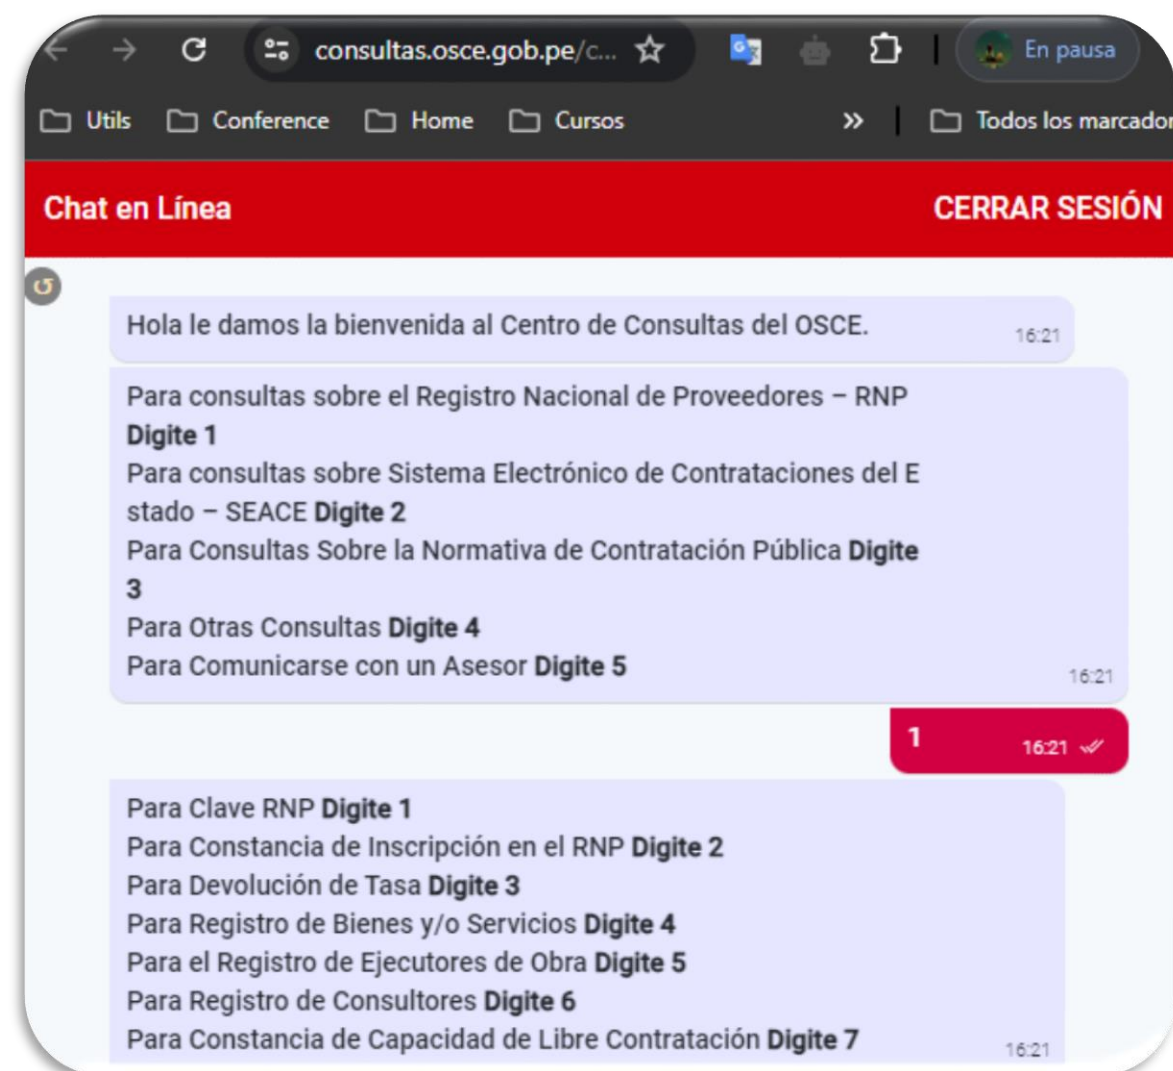 consultas.osce.gob.pe/c...
En pausa
Utils
Conference
Home
Cursos
»
Todos los marcador
Chat en Línea
CERRAR SESIÓN
Hola le damos la bienvenida al Centro de Consultas del OSCE.
16:21
Para consultas sobre el Registro Nacional de Proveedores – RNP
Digite 1
Para consultas sobre Sistema Electrónico de Contrataciones del E
stado – SEACE Digite 2
Para Consultas Sobre la Normativa de Contratación Pública Digite
3
Para Otras Consultas Digite 4
Para Comunicarse con un Asesor Digite 5
16:21
1
16:21
Para Clave RNP Digite 1
Para Constancia de Inscripción en el RNP Digite 2
Para Devolución de Tasa Digite 3
Para Registro de Bienes y/o Servicios Digite 4
Para el Registro de Ejecutores de Obra Digite 5
Para Registro de Consultores Digite 6
Para Constancia de Capacidad de Libre Contratación Digite 7
16:21